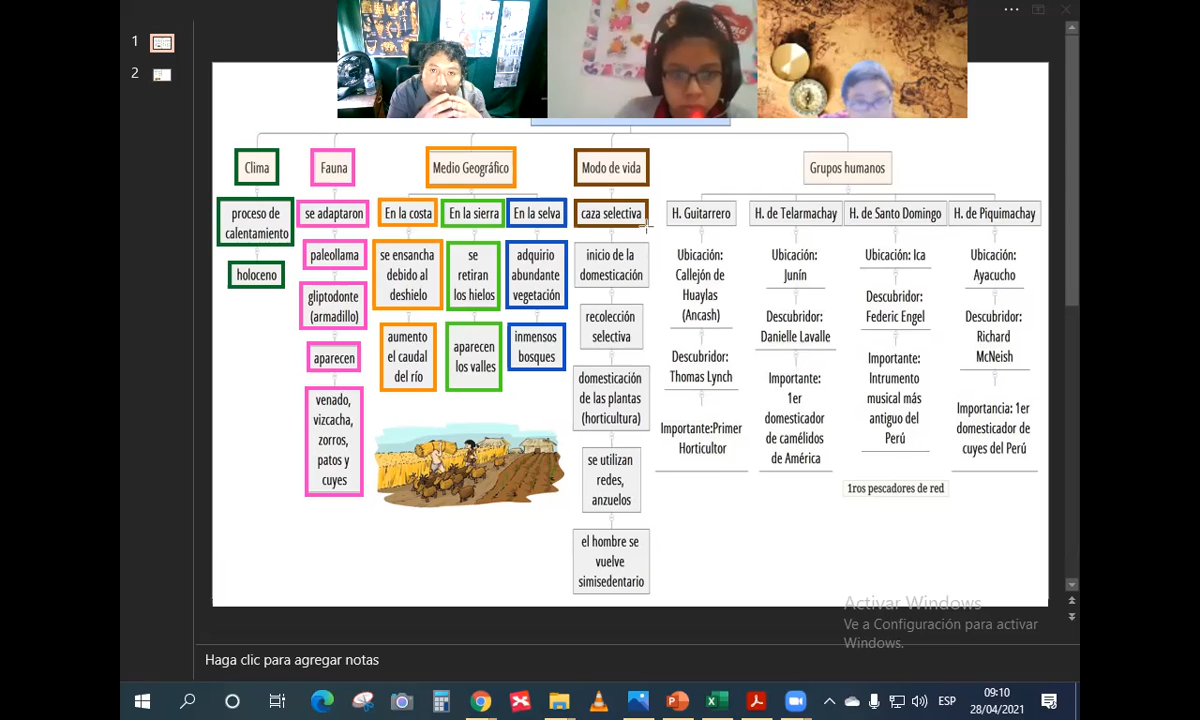 1
2
Clima
proceso de
calentamiento
holoceno
Fauna
se adaptaron
paleollama
gliptodonte
(armadillo)
aparecen
venado,
vizcacha,
zorros,
patos y
cuyes
Medio Geográfico
En la costa
se ensancha
debido al
deshielo
aumento
el caudal
del río
En la sierra
se
retiran
los hielos
aparecen
los valles
En la selva
adquirio
abundante
vegetación
inmensos
bosques
Modo de vida
caza selectiva
inicio de la
domesticación
recolección
selectiva
domesticación
de las plantas
(horticultura)
se utilizan
redes,
anzuelos
el hombre se
vuelve
simisedentario
Grupos humanos
H. Guitarrero
Ubicación:
Callejón de
Huaylas
(Ancash)
Descubridor:
Thomas Lynch
Importante:Primer
Horticultor
H. de Telarmachay
Ubicación:
Junín
Descubridor:
Danielle Lavalle
Importante:
1er
domesticador
de camélidos
de América
H. de Santo Domingo
Ubicación: Ica
Descubridor:
Federic Engel
Importante:
Intrumento
musical más
antiguo del
Perú
1ros pescadores de red
H. de Piquimachay
Ubicación:
Ayacucho
Descubridor:
Richard
McNeish
Importancia: 1er
domesticador de
cuyes del Perú
Activar Windows
Ve a Configuración para activar
Windows.
Haga clic para agregar notas
ESP
09:10
28/04/2021